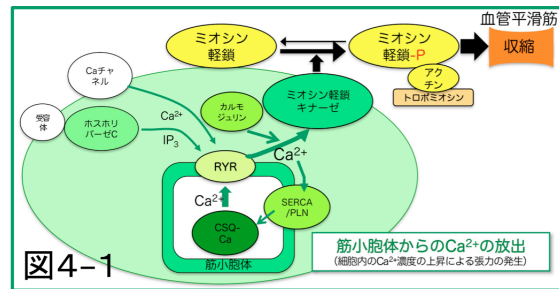 血管平滑筋
ミオシン
軽鎖
ミオシン
軽鎖-P
収縮
アク
チン
トロポミオシン
Caチャ
ネル
受容
体
ホスホリ
パーゼC
Ca²⁺
IP₃
カルモ
ジュリン
ミオシン軽鎖
キナーゼ
RYR
Ca²⁺
Ca²⁺
SERCA
/PLN
CSQ-
Ca
筋小胞体
筋小胞体からのCa²⁺の放出
(細胞内のCa²⁺濃度の上昇による張力の発生)
図4-1